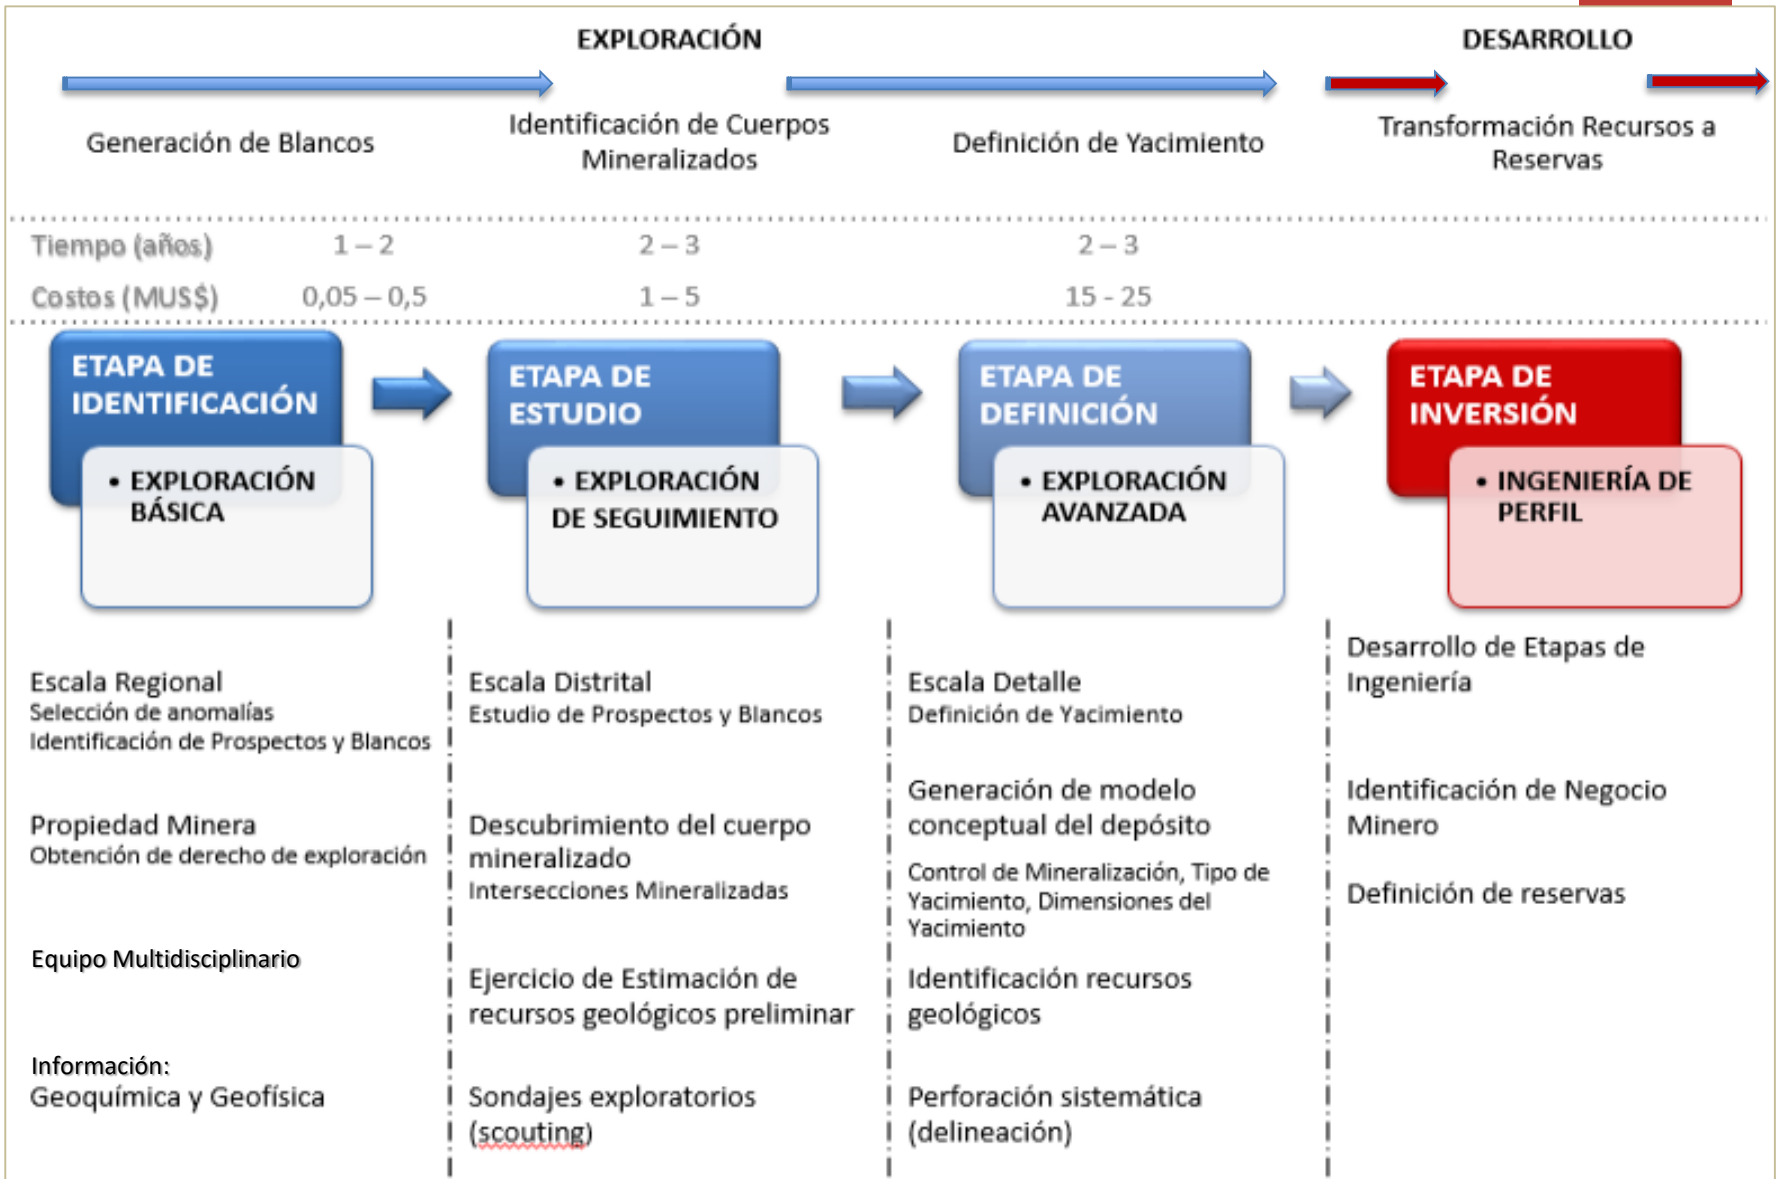 EXPLORACIÓN
DESARROLLO
Generación de Blancos
Identificación de Cuerpos
Mineralizados
Definición de Yacimiento
Transformación Recursos a
Reservas
Tiempo (años)
1 – 2
2 – 3
2 – 3
Costos (MUS$)
0,05 – 0,5
1 – 5
15 - 25
ETAPA DE
IDENTIFICACIÓN
• EXPLORACIÓN
BÁSICA
ETAPA DE
ESTUDIO
• EXPLORACIÓN
DE SEGUIMIENTO
ETAPA DE
DEFINICIÓN
• EXPLORACIÓN
AVANZADA
ETAPA DE
INVERSIÓN
• INGENIERÍA DE
PERFIL
Escala Regional
Selección de anomalías
Identificación de Prospectos y Blancos
Propiedad Minera
Obtención de derecho de exploración
Equipo Multidisciplinario
Información:
Geoquímica y Geofísica
Escala Distrital
Estudio de Prospectos y Blancos
Descubrimiento del cuerpo
mineralizado
Intersecciones Mineralizadas
Ejercicio de Estimación de
recursos geológicos preliminar
Sondajes exploratorios
(scouting)
Escala Detalle
Definición de Yacimiento
Generación de modelo
conceptual del depósito
Control de Mineralización, Tipo de
Yacimiento, Dimensiones del
Yacimiento
Identificación recursos
geológicos
Perforación sistemática
(delineación)
Desarrollo de Etapas de
Ingeniería
Identificación de Negocio
Minero
Definición de reservas